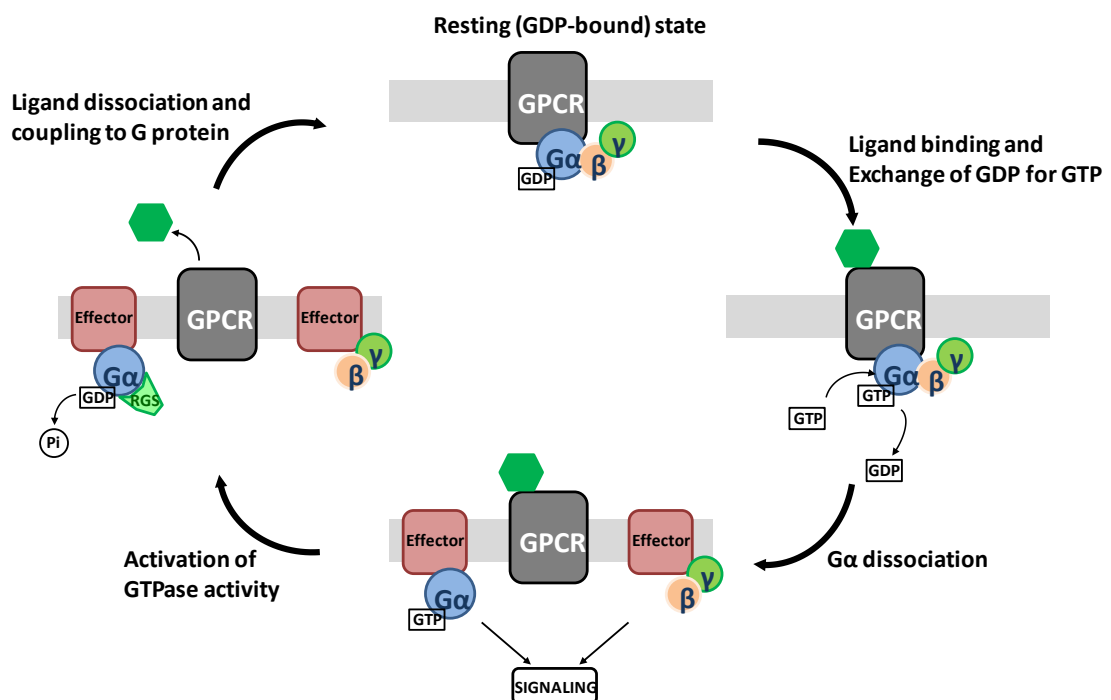 Resting (GDP-bound) state
GPCR
Gα
β
γ
GDP
Ligand binding and
Exchange of GDP for GTP
GPCR
Gα
β
γ
GTP
GTP
GDP
Gα dissociation
Effector
GPCR
Effector
Gα
γ
β
GTP
SIGNALING
Activation of
GTPase activity
Effector
GPCR
Effector
Gα
γ
β
GDP
RGS
Pi
Ligand dissociation and
coupling to G protein